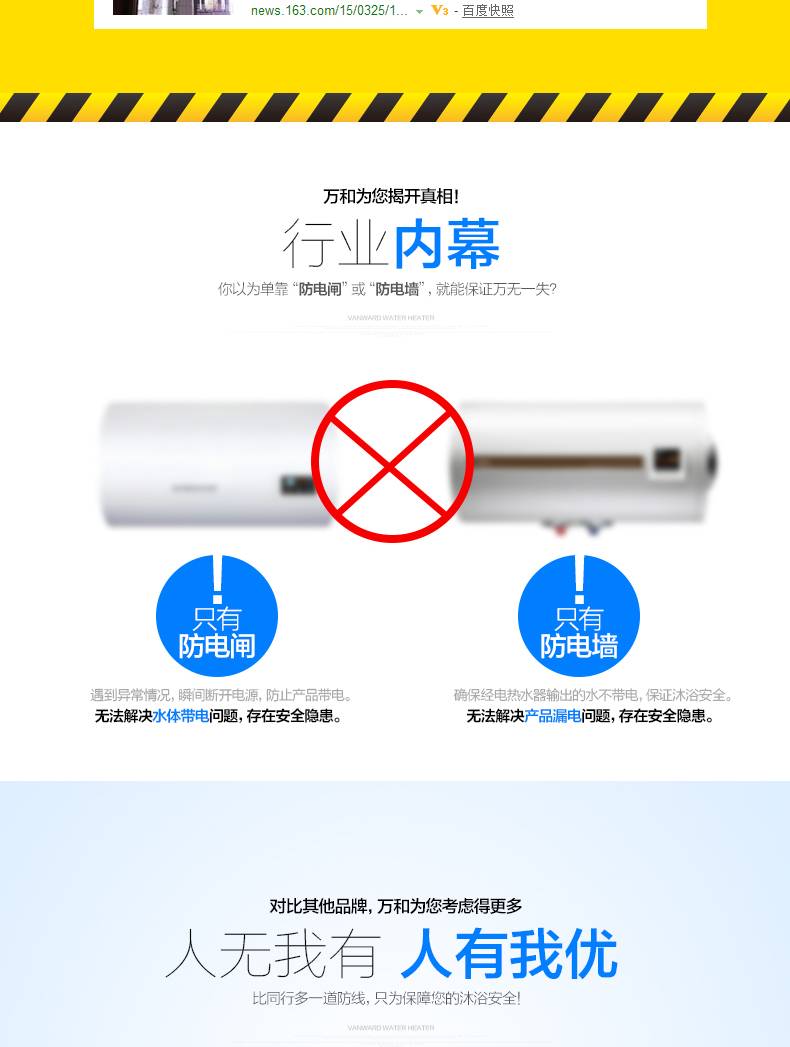 news.163.com/15/0325/1... V3 - 百度快照
万和为您揭开真相!
行业内幕
你以为单靠“防电闸”或“防电墙”,就能保证万无一失?
VANWARD WATER HEATER
只有
防电闸
只有
防电墙
遇到异常情况,瞬间断开电源,防止产品带电。
无法解决水体带电问题,存在安全隐患。
确保经电热水器输出的水不带电,保证沐浴安全。
无法解决产品漏电问题,存在安全隐患。
对比其他品牌,万和为您考虑得更多
人无我有 人有我优
比同行多一道防线,只为保障您的沐浴安全!
VANWARD WATER HEATER